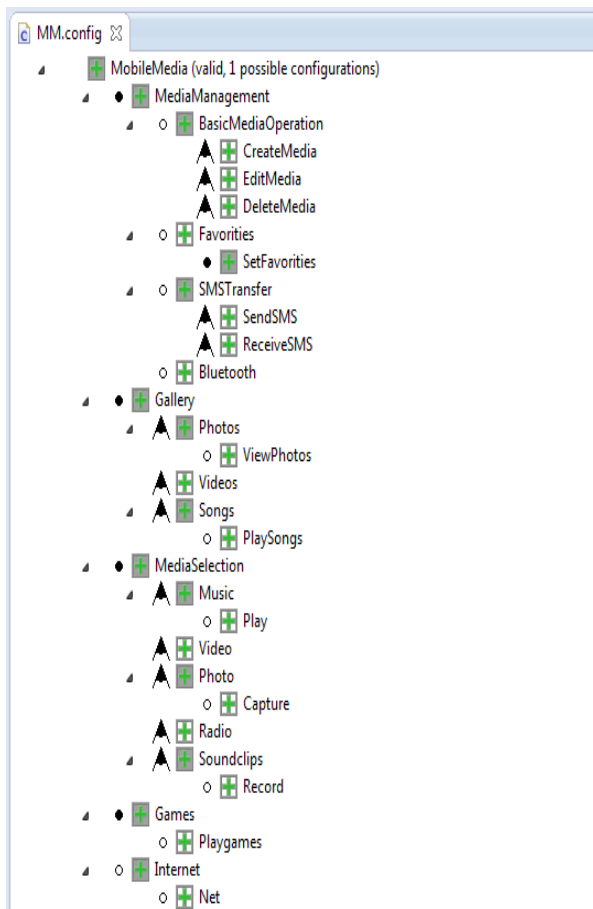 MM.config
MobileMedia (valid, 1 possible configurations)
MediaManagement
BasicMediaOperation
CreateMedia
EditMedia
DeleteMedia
Favorities
SetFavorities
SMSTransfer
SendSMS
ReceiveSMS
Bluetooth
Gallery
Photos
ViewPhotos
Videos
Songs
PlaySongs
MediaSelection
Music
Play
Video
Photo
Capture
Radio
Soundclips
Record
Games
Playgames
Internet
Net